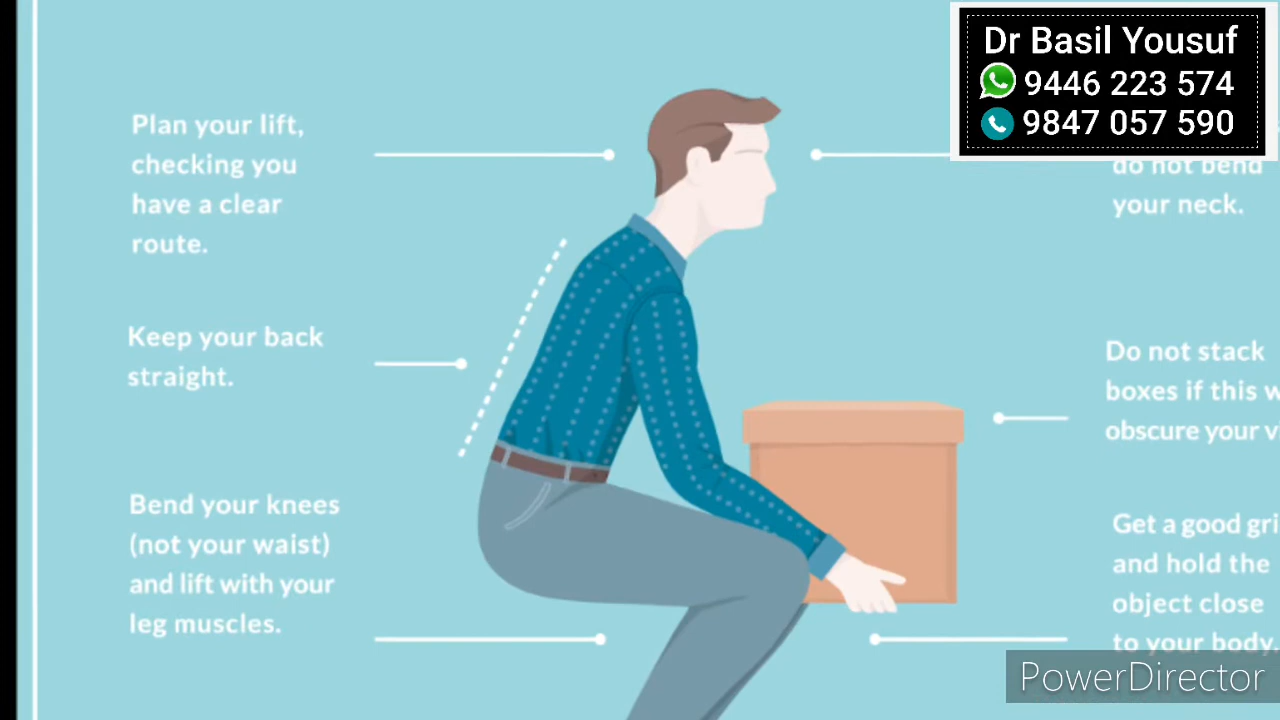 Dr Basil Yousuf
9446 223 574
9847 057 590
Plan your lift,
checking you
have a clear
route.
do not bend
your neck.
Keep your back
straight.
Do not stack
boxes if this
obscure your
Bend your knees
(not your waist)
and lift with your
leg muscles.
Get a good
and hold the
object close
to your body.
PowerDirector